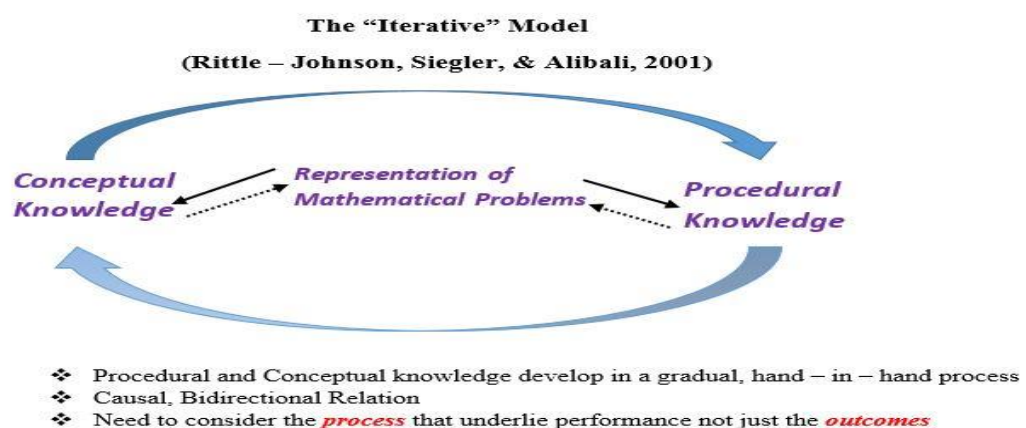 The “Iterative” Model
(Rittle – Johnson, Siegler, & Alibali, 2001)
Conceptual
Knowledge
Representation of
Mathematical Problems
Procedural
Knowledge
❖ Procedural and Conceptual knowledge develop in a gradual, hand – in – hand process
❖ Causal, Bidirectional Relation
❖ Need to consider the process that underlie performance not just the outcomes